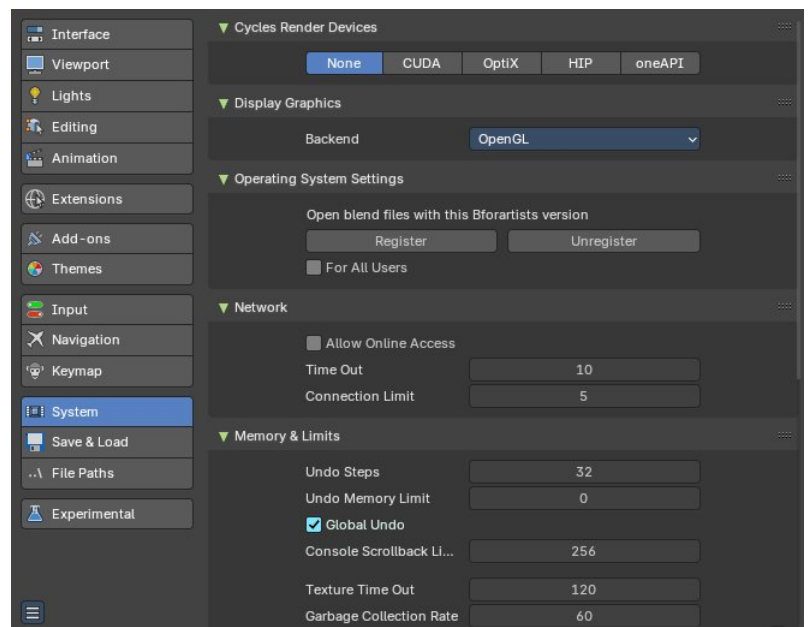 Interface
Viewport
Lights
Editing
Animation
Extensions
Add-ons
Themes
Input
Navigation
Keymap
System
Save & Load
File Paths
Experimental
Cycles Render Devices
None CUDA OptiX HIP oneAPI
Display Graphics
Backend OpenGL
Operating System Settings
Open blend files with this Bforartists version
Register Unregister
For All Users
Network
Allow Online Access
Time Out 10
Connection Limit 5
Memory & Limits
Undo Steps 32
Undo Memory Limit 0
Global Undo
Console Scrollback Li... 256
Texture Time Out 120
Garbage Collection Rate 60